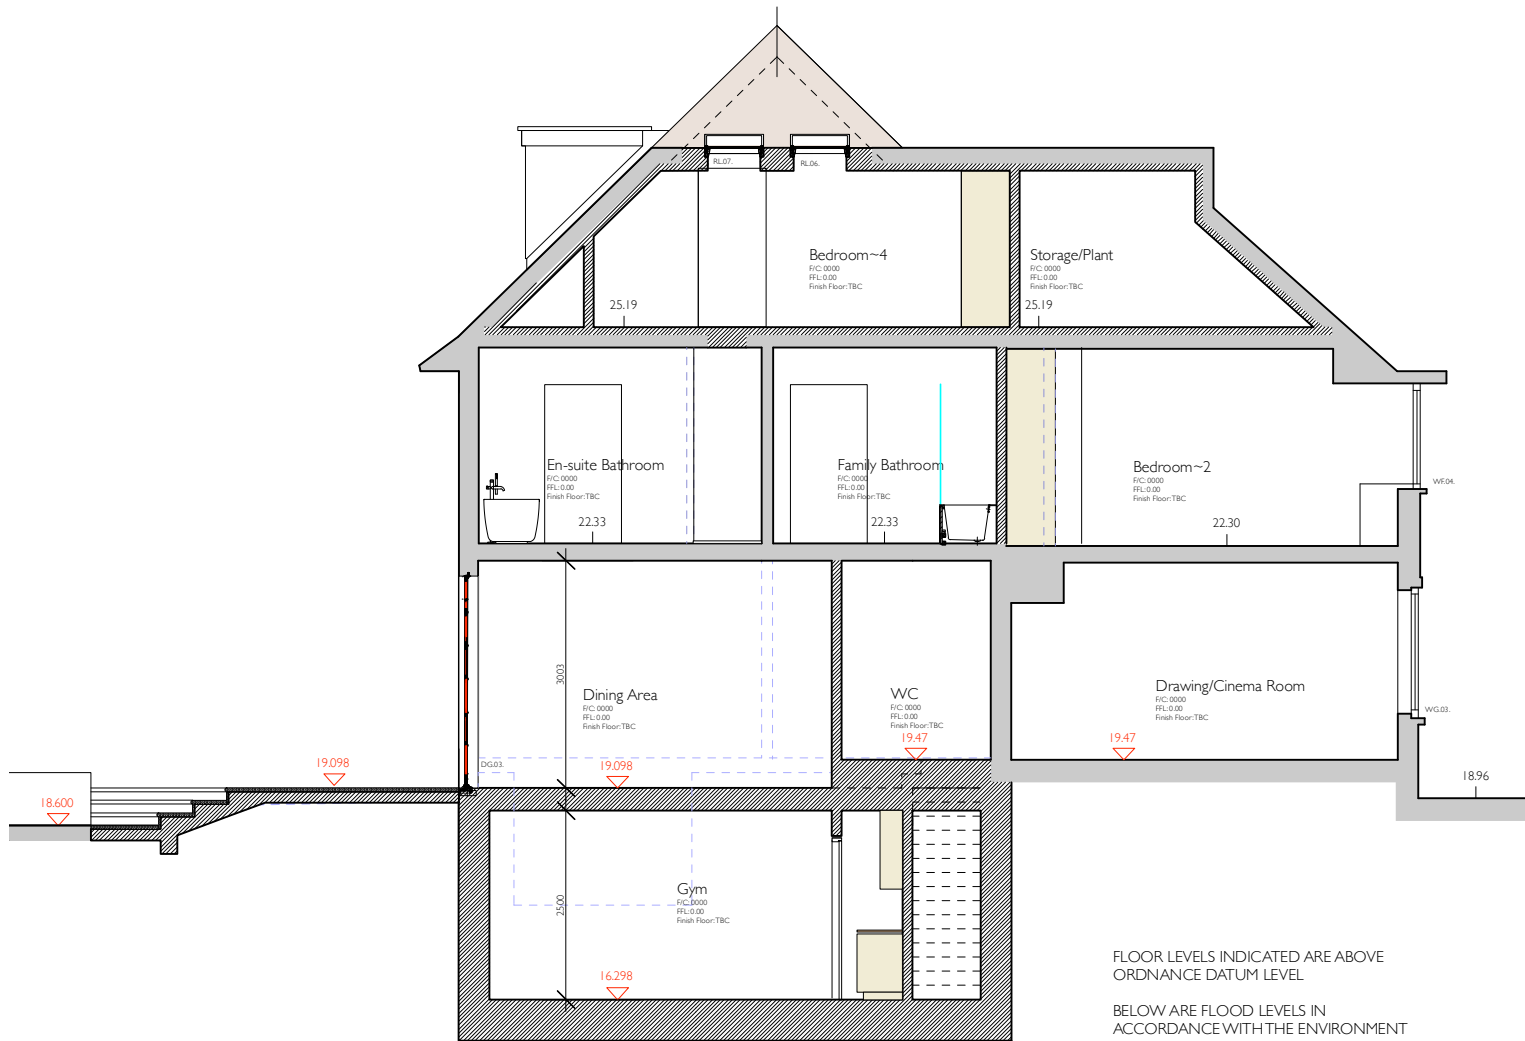 RL.07.
RL.06.
Bedroom~4
F/C: 0000
FFL: 0.00
Finish Floor: TBC
Storage/Plant
F/C: 0000
FFL: 0.00
Finish Floor: TBC
25.19
25.19
En-suite Bathroom
F/C: 0000
FFL: 0.00
Finish Floor: TBC
22.33
Family Bathroom
F/C: 0000
FFL: 0.00
Finish Floor: TBC
22.33
Bedroom~2
F/C: 0000
FFL: 0.00
Finish Floor: TBC
22.30
WF.04.
3003
Dining Area
F/C: 0000
FFL: 0.00
Finish Floor: TBC
WC
F/C: 0000
FFL: 0.00
Finish Floor: TBC
19.47
Drawing/Cinema Room
F/C: 0000
FFL: 0.00
Finish Floor: TBC
19.47
WG.03.
18.96
19.098
DG.03.
19.098
18.600
2500
Gym
F/C: 0000
FFL: 0.00
Finish Floor: TBC
16.298
FLOOR LEVELS INDICATED ARE ABOVE
ORDNANCE DATUM LEVEL
BELOW ARE FLOOD LEVELS IN
ACCORDANCE WITH THE ENVIRONMENT